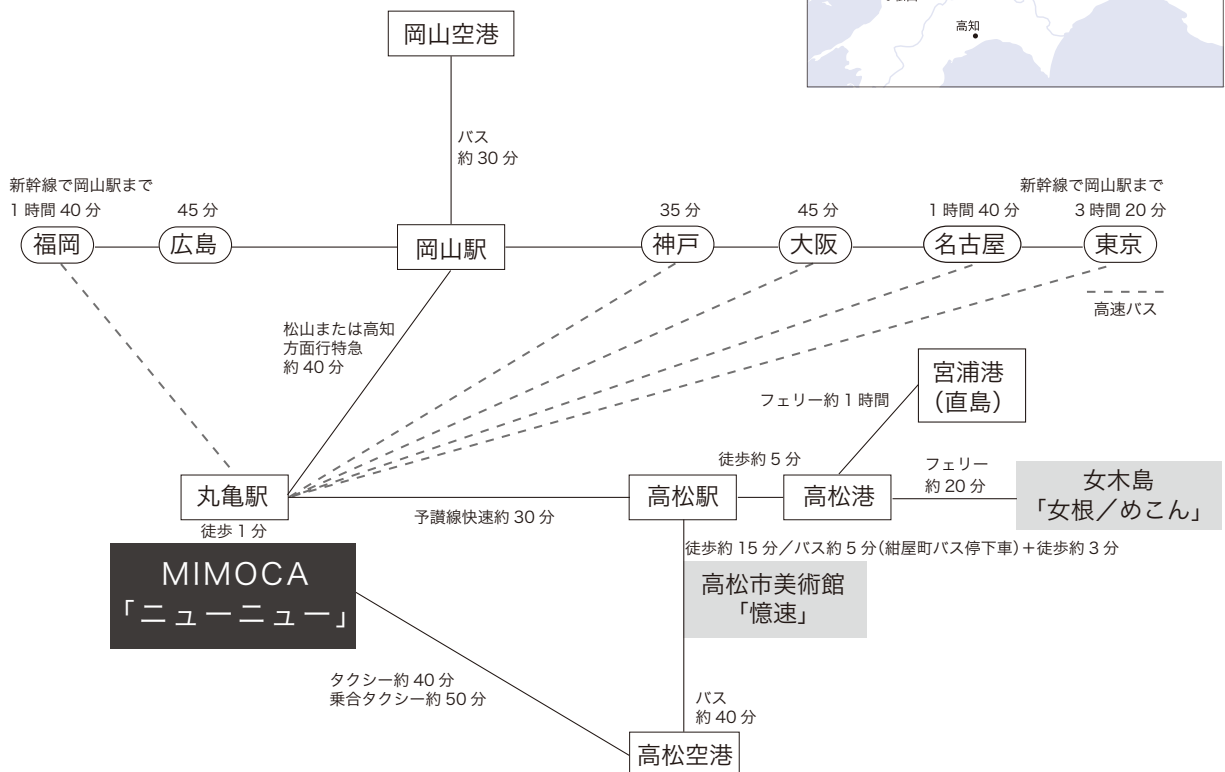 岡山空港
高知
バス
約 30 分
新幹線で岡山駅まで
1 時間 40 分
45 分
35 分
45 分
1 時間 40 分
新幹線で岡山駅まで
3 時間 20 分
福岡
広島
岡山駅
神戸
大阪
名古屋
東京
高速バス
松山または高知
方面行特急
約 40 分
宮浦港
（直島）
フェリー約 1 時間
徒歩約 5 分
フェリー
約 20 分
丸亀駅
高松駅
高松港
女木島
「女根／めこん」
徒歩 1 分
予讃線快速約 30 分
徒歩約 15 分／バス約 5 分（紺屋町バス停下車）＋徒歩約 3 分
MIMOCA
「ニューニュー」
高松市美術館
「憶速」
タクシー約 40 分
乗合タクシー約 50 分
バス
約 40 分
高松空港